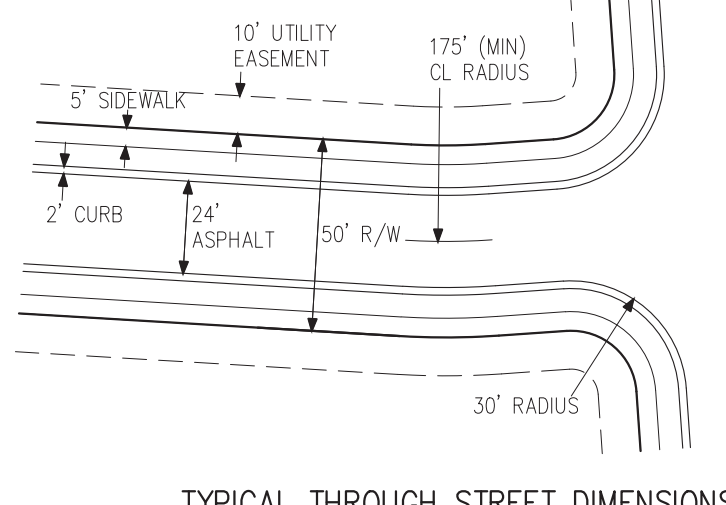 10' UTILITY
EASEMENT
175' (MIN)
CL RADIUS
5' SIDEWALK
2' CURB
24'
ASPHALT
50' R/W
30' RADIUS
TYPICAL THROUGH STREET DIMENSIONS